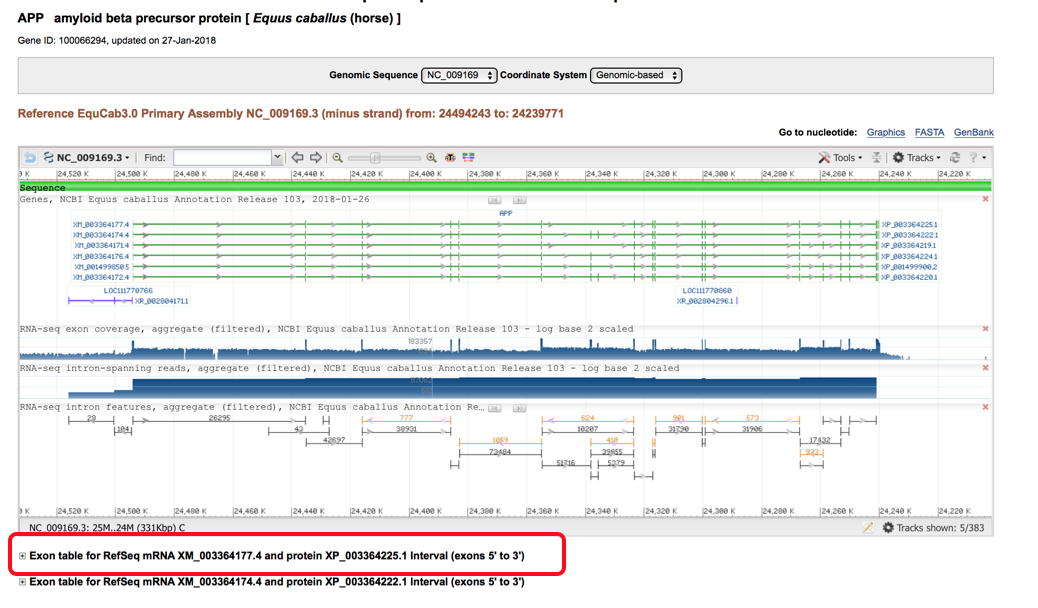 APP amyloid beta precursor protein [ Equus caballus (horse) ]
Gene ID: 100066294, updated on 27-Jan-2018
Genomic Sequence NC_009169 Coordinate System Genomic-based
Reference EquCab3.0 Primary Assembly NC_009169.3 (minus strand) from: 24494243 to: 24239771
Go to nucleotide: Graphics FASTA GenBank
NC_009169.3 Find: Tools Tracks ?
K 24,520 K 24,500 K 24,480 K 24,460 K 24,440 K 24,420 K 24,400 K 24,380 K 24,360 K 24,340 K 24,320 K 24,300 K 24,280 K 24,260 K 24,240 K 24,220 K
Sequence
Genes, NCBI Equus caballus Annotation Release 103, 2018-01-26
APP
XM_003364177.4 XP_003364225.1
XM_003364174.4 XP_003364222.1
XM_003364171.4 XP_003364219.1
XM_003364176.4 XP_003364224.1
XM_001499850.5 XP_001499900.2
XM_003364172.4 XP_003364220.1
LOC111770766 LOC111770860
XR_002804171.1 XR_002804296.1
RNA-seq exon coverage, aggregate (filtered), NCBI Equus caballus Annotation Release 103 - log base 2 scaled
183357
RNA-seq intron-spanning reads, aggregate (filtered), NCBI Equus caballus Annotation Release 103 - log base 2 scaled
RNA-seq intron features, aggregate (filtered), NCBI Equus caballus Annotation Re…
28 26295 777 624 901 573
104 43 38931 10207 31790 31906
42697 1059 410 17432
73484 39855 333
51716 5379
K 24,520 K 24,500 K 24,480 K 24,460 K 24,440 K 24,420 K 24,400 K 24,380 K 24,360 K 24,340 K 24,320 K 24,300 K 24,280 K 24,260 K 24,240 K 24,220 K
NC_009169.3: 25M..24M (331Kbp) C Tracks shown: 5/383
Exon table for RefSeq mRNA XM_003364177.4 and protein XP_003364225.1 Interval (exons 5' to 3')
Exon table for RefSeq mRNA XM_003364174.4 and protein XP_003364222.1 Interval (exons 5' to 3')